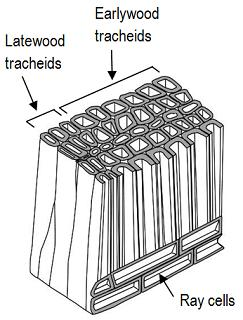 Earlywood
tracheids
Latewood
tracheids
Ray cells